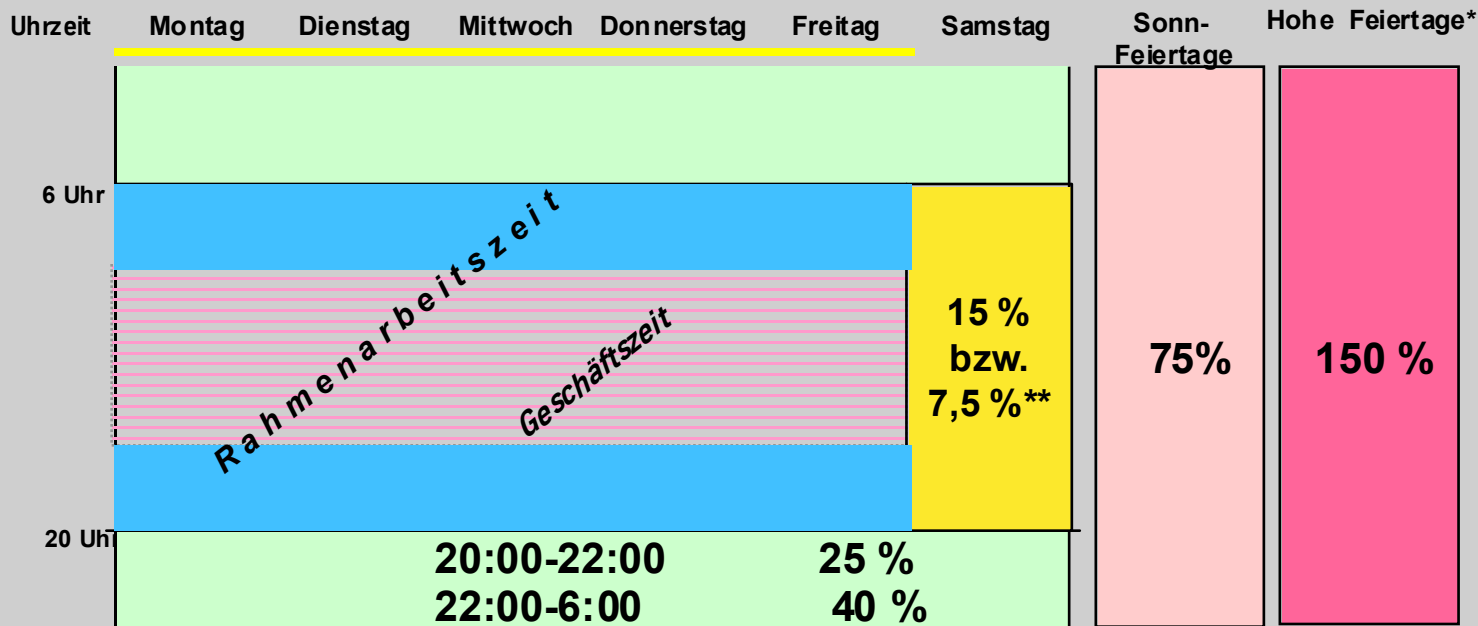 Uhrzeit Montag Dienstag Mittwoch Donnerstag Freitag Samstag Sonn- Hohe Feiertage*
Feiertage
6 Uhr
Rahmenarbeitszeit
Geschäftszeit
15 %
bzw.
7,5 %**
75%
150 %
20 Uhr
20:00-22:00 25 %
22:00-6:00 40 %